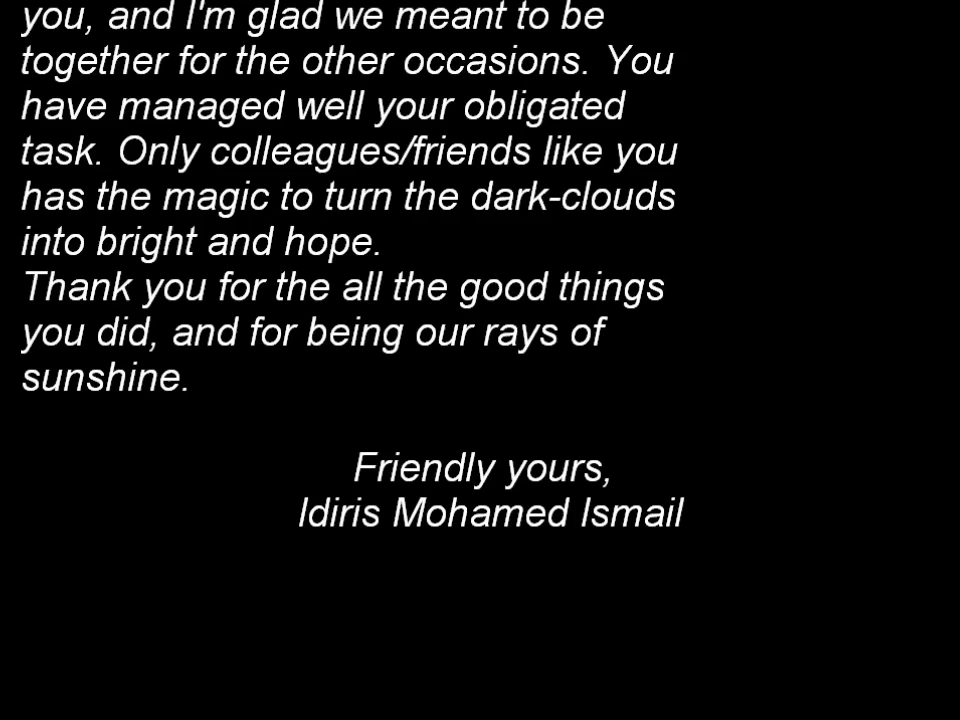 you, and I'm glad we meant to be
together for the other occasions. You
have managed well your obligated
task. Only colleagues/friends like you
has the magic to turn the dark-clouds
into bright and hope.
Thank you for the all the good things
you did, and for being our rays of
sunshine.
Friendly yours,
Idiris Mohamed Ismail